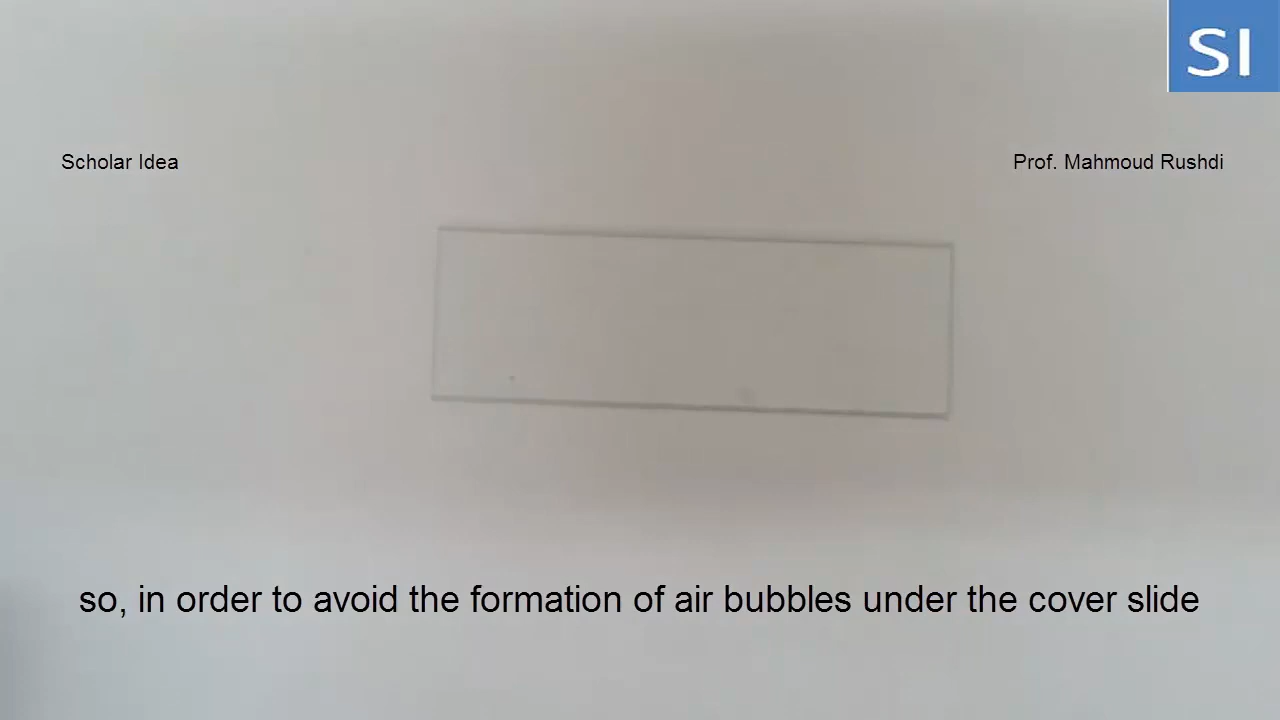 SI
Scholar Idea
Prof. Mahmoud Rushdi
so, in order to avoid the formation of air bubbles under the cover slide